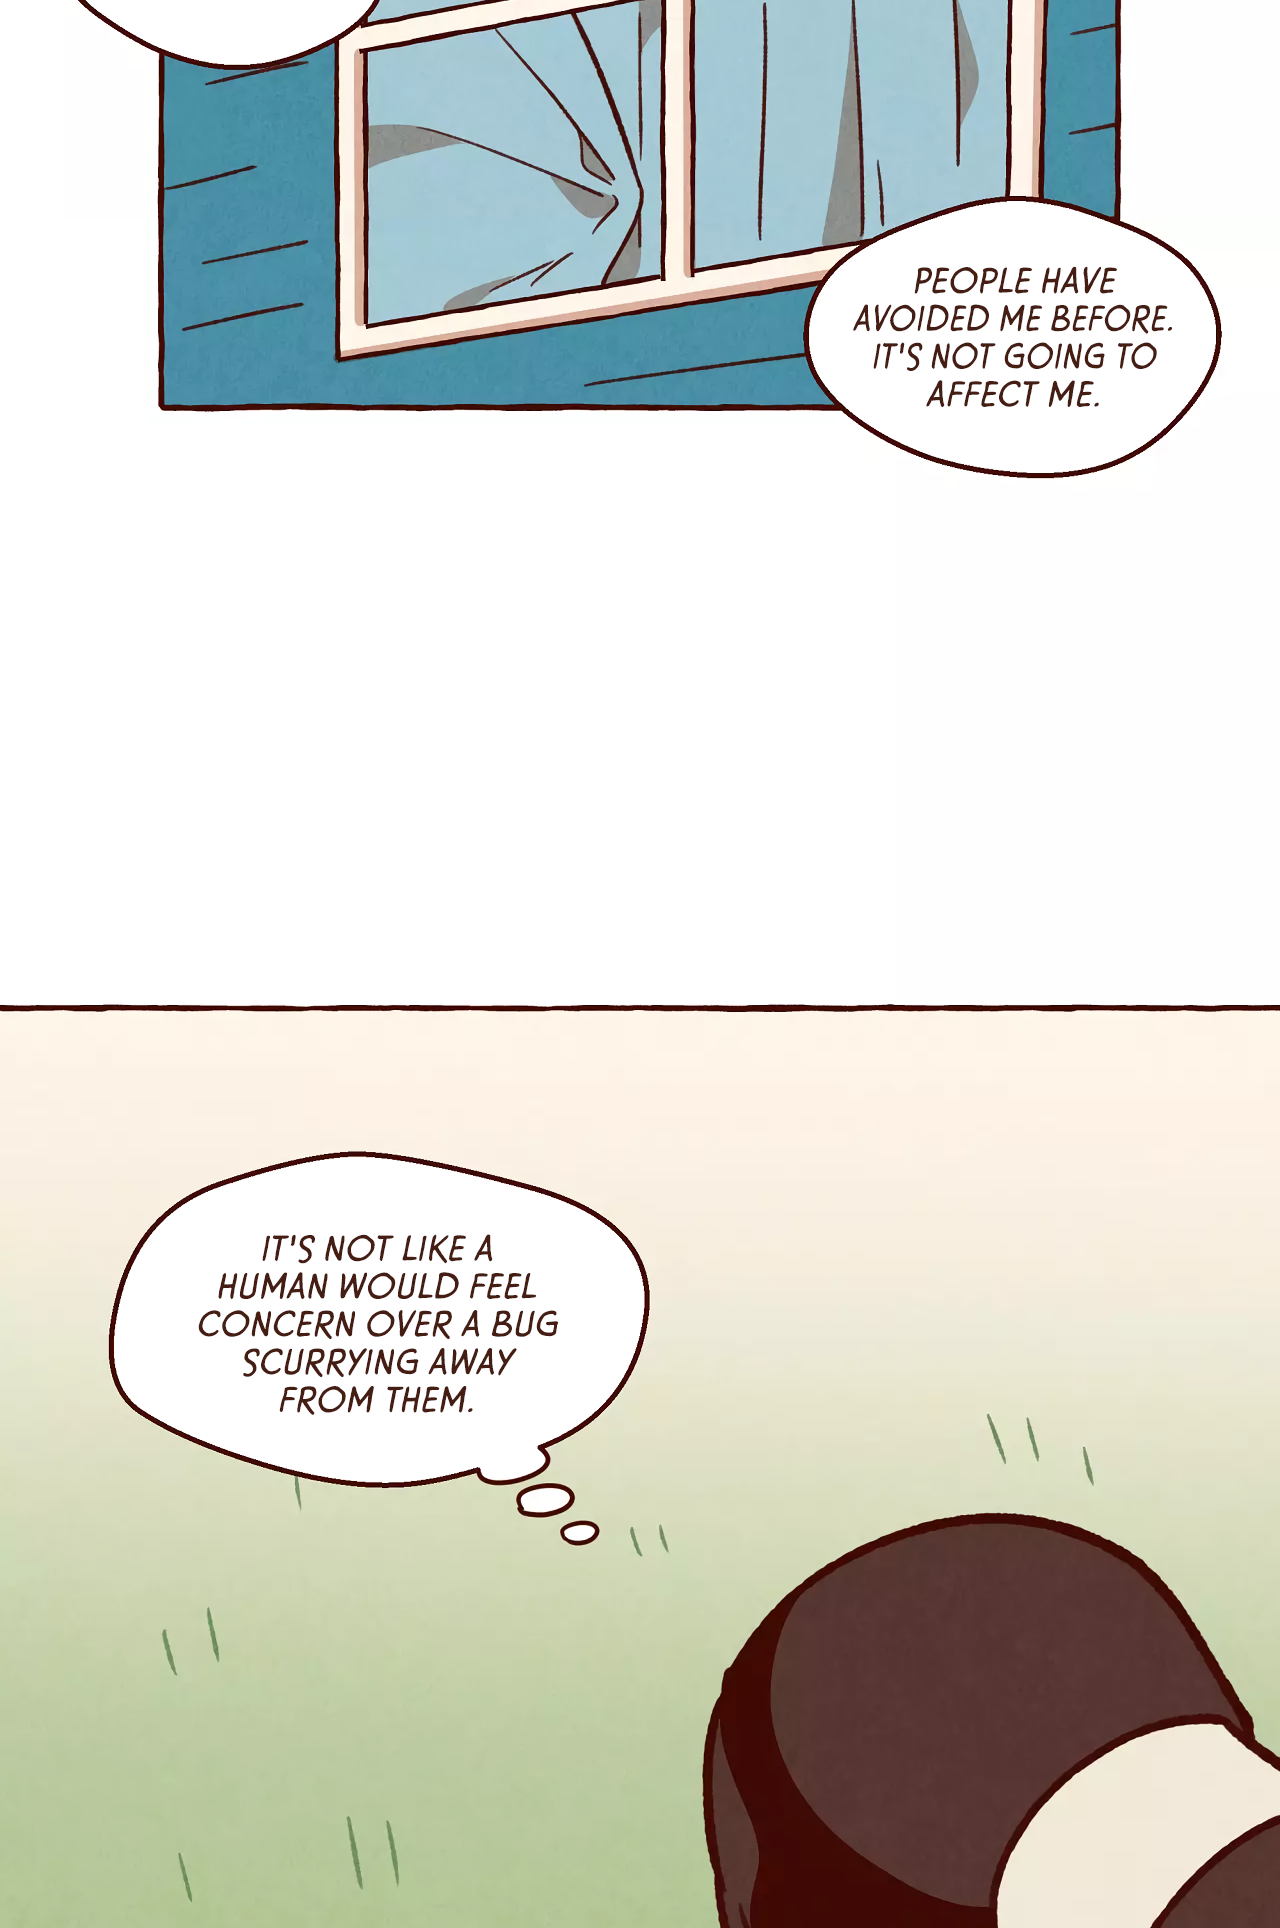 PEOPLE HAVE
AVOIDED ME BEFORE.
IT'S NOT GOING TO
AFFECT ME.
IT'S NOT LIKE A
HUMAN WOULD FEEL
CONCERN OVER A BUG
SCURRYING AWAY
FROM THEM.